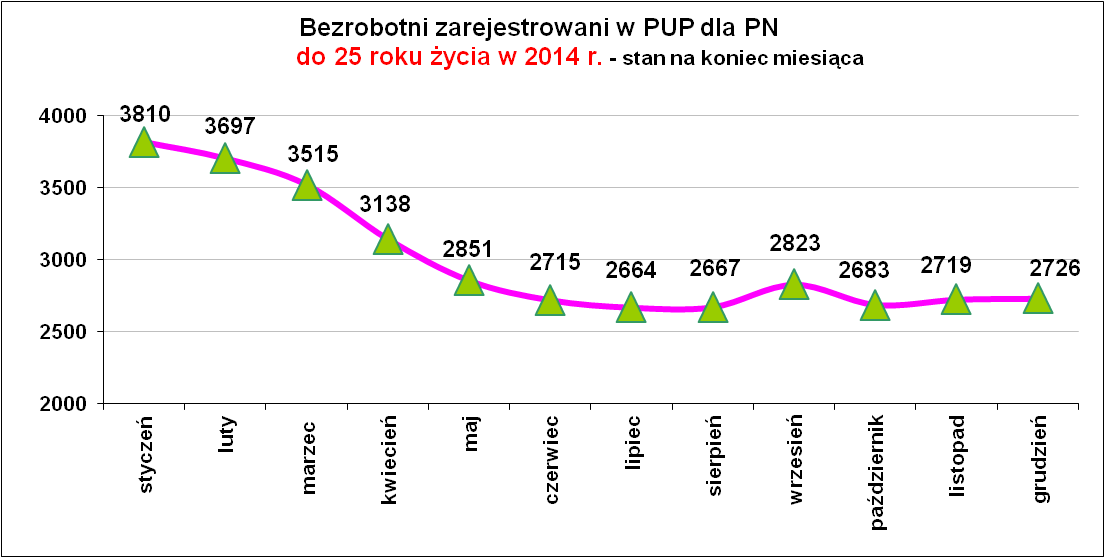 Bezrobotni zarejestrowani w PUP dla PN
do 25 roku życia w 2014 r. - stan na koniec miesiąca
4000
3500
3000
2500
2000
3810
3697
3515
3138
2851
2715
2664
2667
2823
2683
2719
2726
styczeń
luty
marzec
kwiecień
maj
czerwiec
lipiec
sierpień
wrzesień
październik
listopad
grudzień